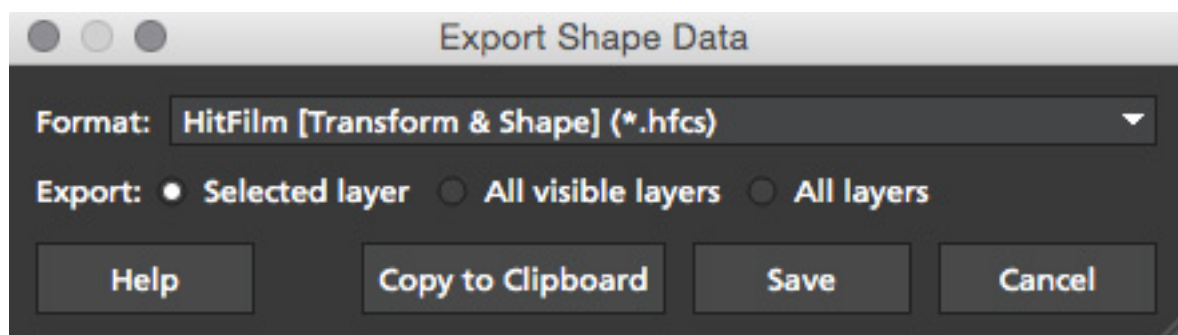 Export Shape Data
Format: HitFilm [Transform & Shape] (*.hfcs)
Export: Selected layer All visible layers All layers
Help Copy to Clipboard Save Cancel